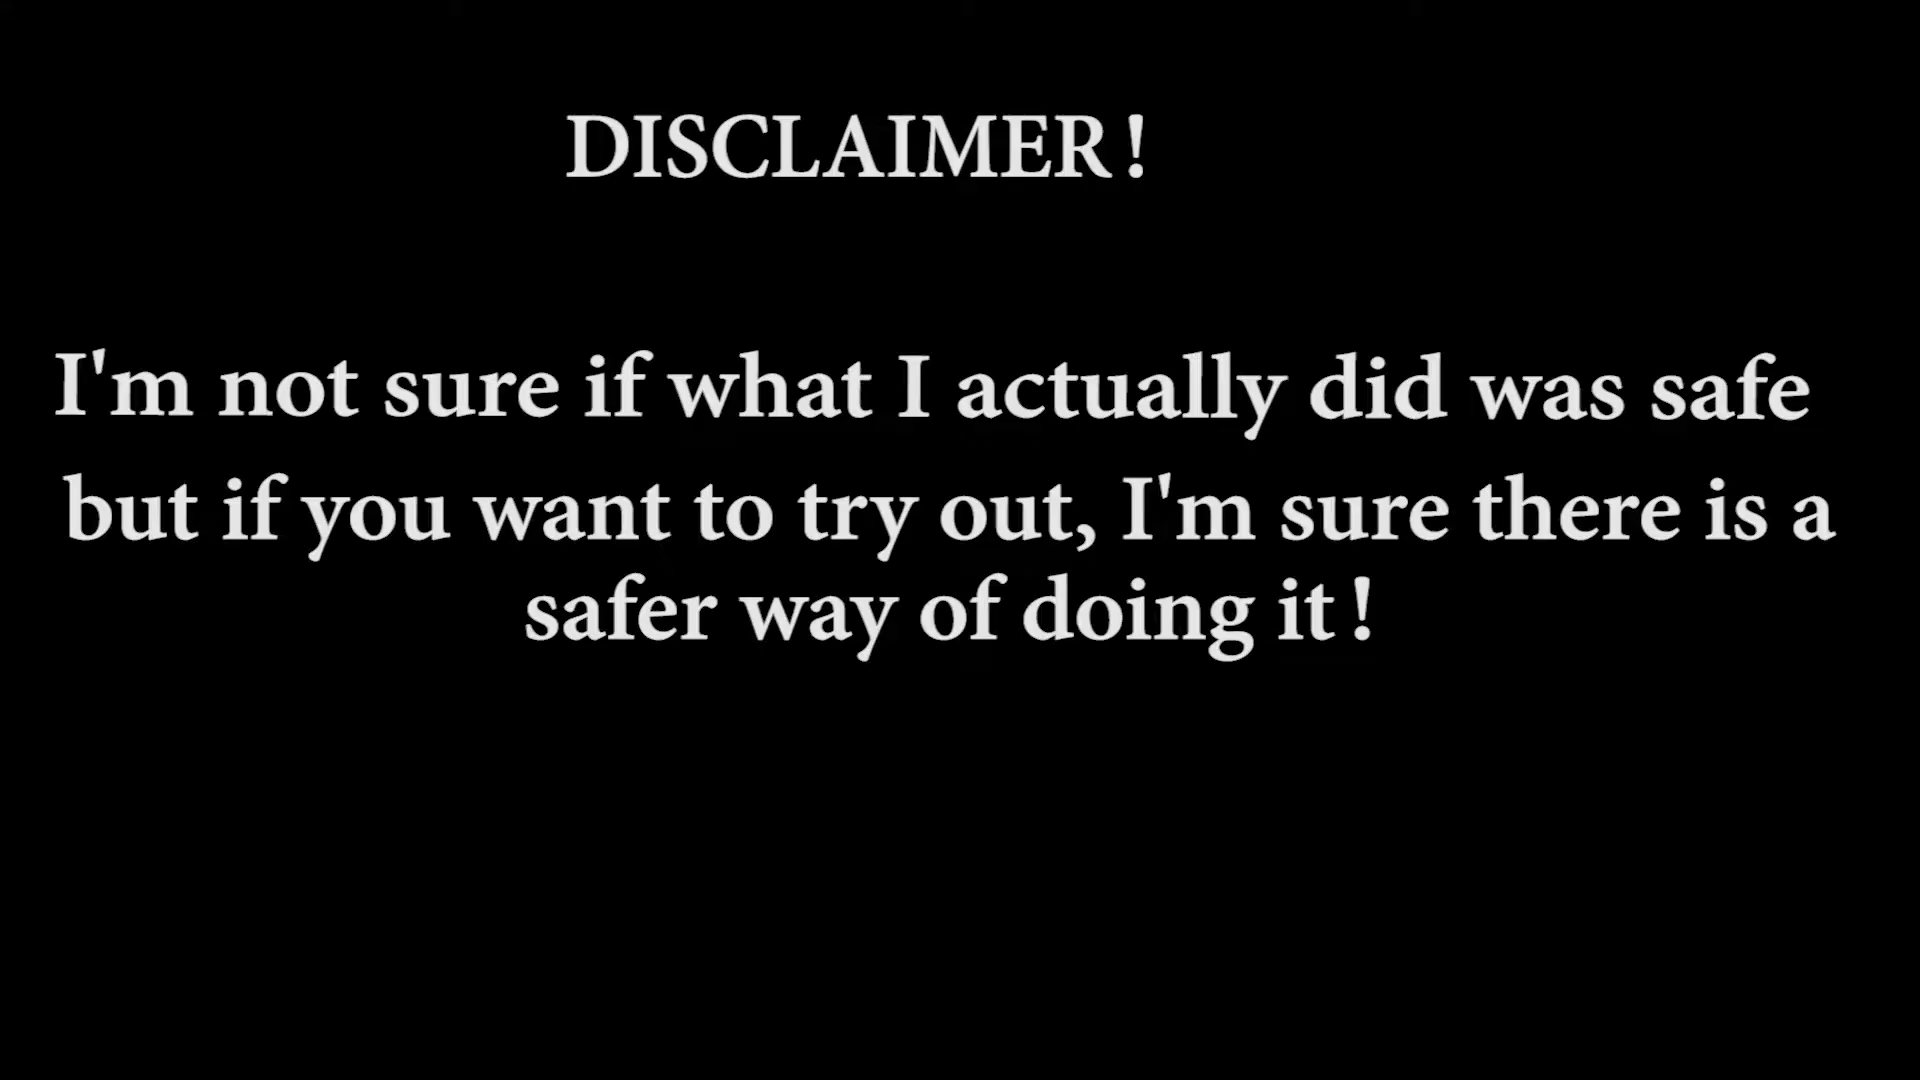 DISCLAIMER!
I'm not sure if what I actually did was safe
but if you want to try out, I'm sure there is a
safer way of doing it!